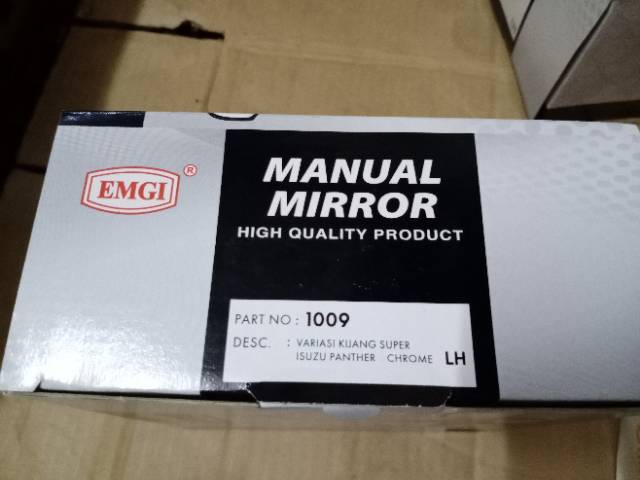 EMGI ®
MANUAL
MIRROR
HIGH QUALITY PRODUCT
PART NO : 1009
DESC. : VARIASI KIJANG SUPER
ISUZU PANTHER CHROME LH